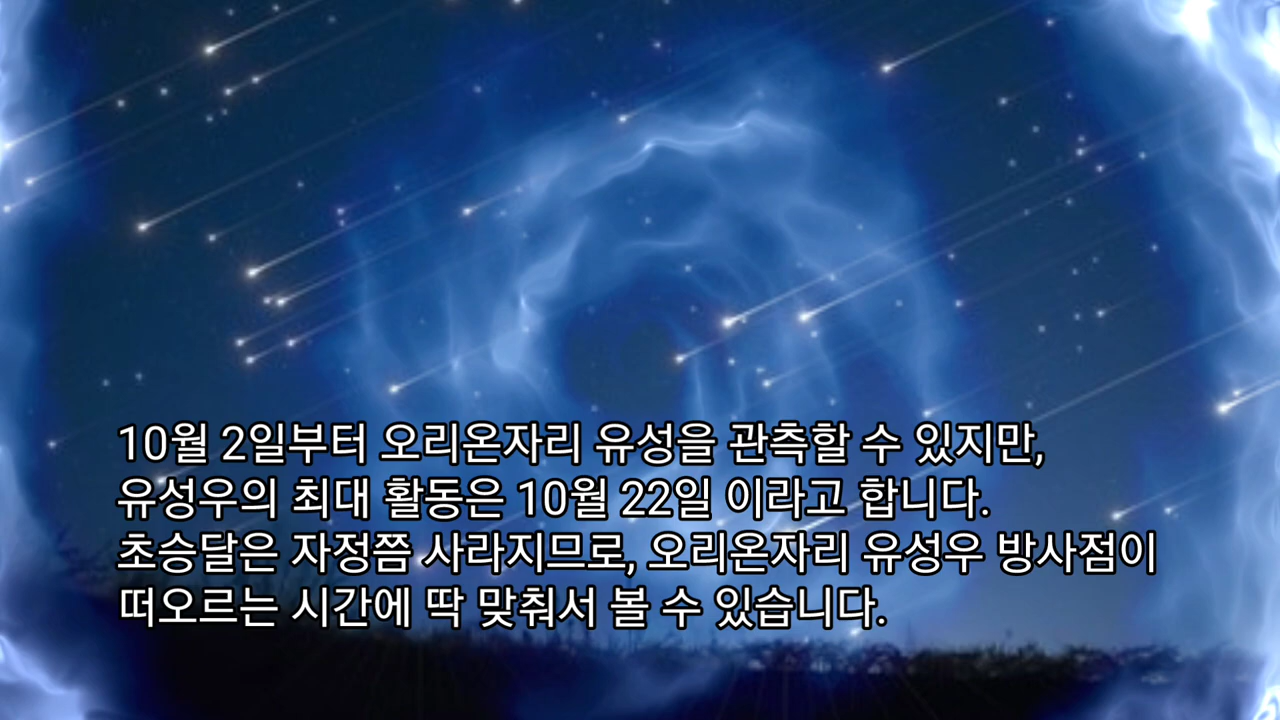 10월 2일부터 오리온자리 유성을 관측할 수 있지만,
유성우의 최대 활동은 10월 22일 이라고 합니다.
초승달은 자정쯤 사라지므로, 오리온자리 유성우 방사점이
떠오르는 시간에 딱 맞춰서 볼 수 있습니다.